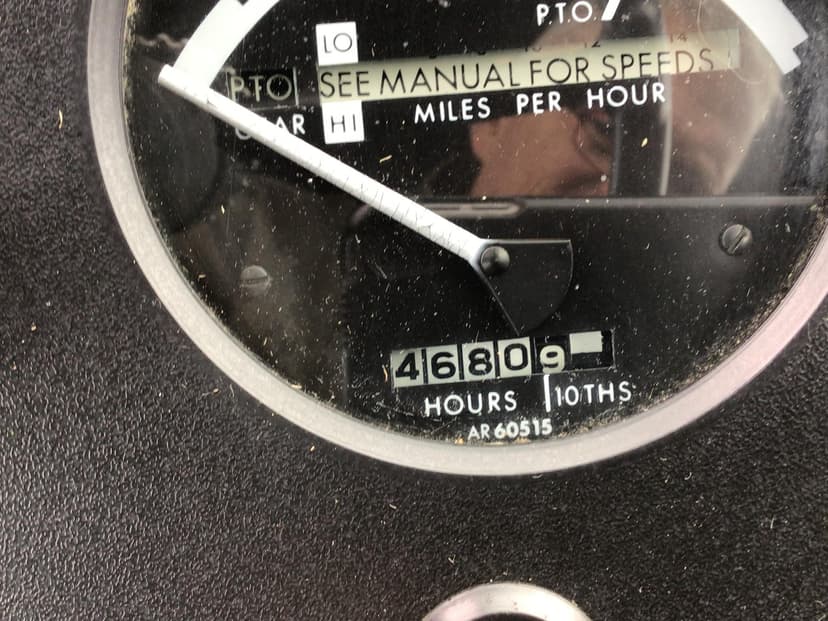 P.T.O.
LO
PTO SEE MANUAL FOR SPEEDS
HI MILES PER HOUR
46809
HOURS 10THS
AR60515